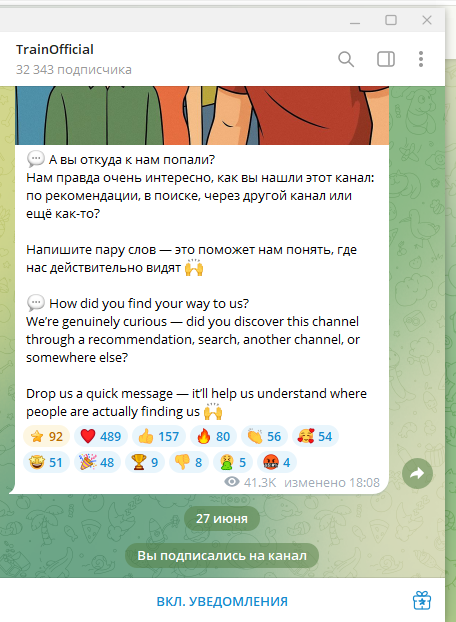 TrainOfficial
32 343 подписчика
💬 А вы откуда к нам попали?
Нам правда очень интересно, как вы нашли этот канал:
по рекомендации, в поиске, через другой канал или
ещё как-то?
Напишите пару слов — это поможет нам понять, где
нас действительно видят 🙌
💬 How did you find your way to us?
We’re genuinely curious — did you discover this channel
through a recommendation, search, another channel, or
somewhere else?
Drop us a quick message — it’ll help us understand where
people are actually finding us 🙌
⭐ 92 ❤️ 489 👍 157 🔥 80 👏 56 🥰 54
🤩 51 🎉 48 🏆 9 👎 8 🤮 5 🤬 4
41.3K изменено 18:08
27 июня
Вы подписались на канал
ВКЛ. УВЕДОМЛЕНИЯ